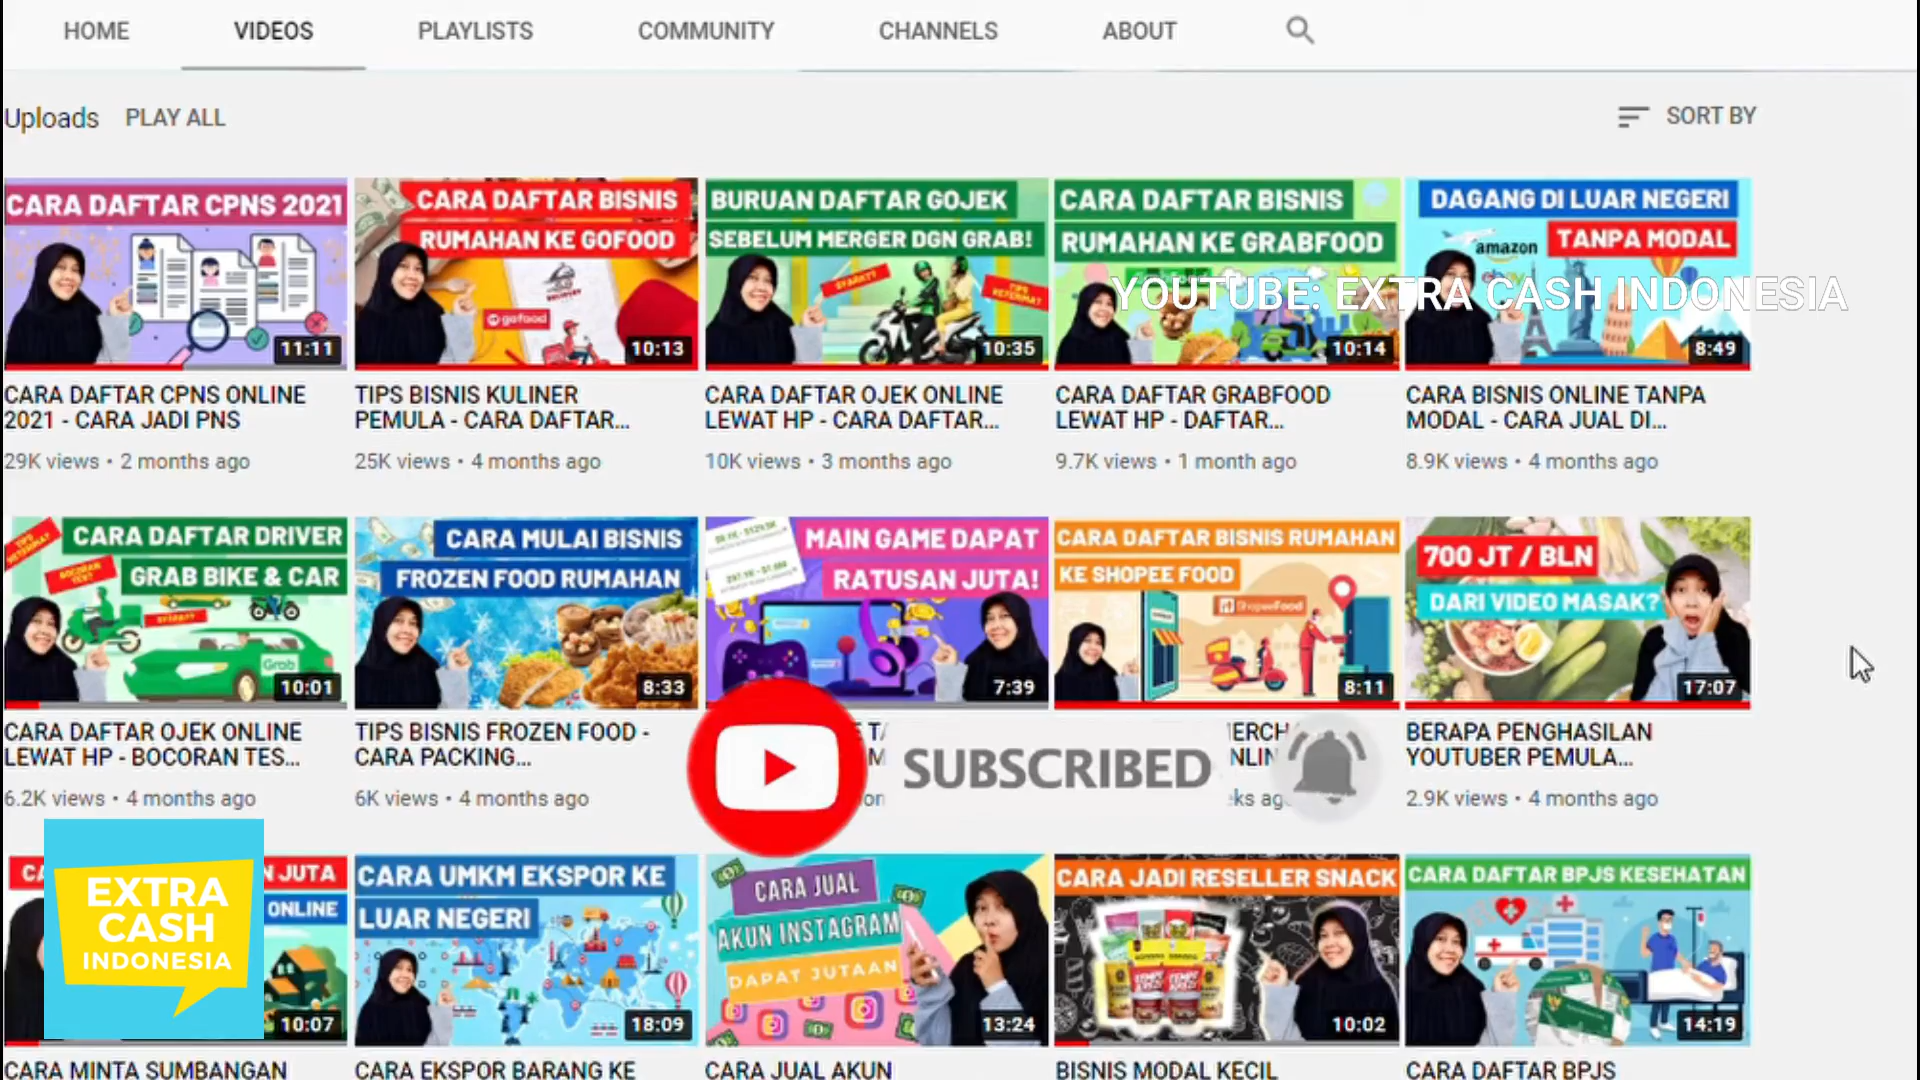 HOME VIDEOS PLAYLISTS COMMUNITY CHANNELS ABOUT
Uploads PLAY ALL SORT BY
CARA DAFTAR CPNS 2021
11:11
CARA DAFTAR BISNIS
RUMAHAN KE GOFOOD
gofood
10:13
BURUAN DAFTAR GOJEK
SEBELUM MERGER DGN GRAB!
SYARAT?
TIPS
KETERIMA?
10:35
CARA DAFTAR BISNIS
RUMAHAN KE GRABFOOD
10:14
DAGANG DI LUAR NEGERI
TANPA MODAL
amazon
ebay
8:49
YOUTUBE: EXTRA CASH INDONESIA
CARA DAFTAR CPNS ONLINE
2021 - CARA JADI PNS
29K views • 2 months ago
TIPS BISNIS KULINER
PEMULA - CARA DAFTAR...
25K views • 4 months ago
CARA DAFTAR OJEK ONLINE
LEWAT HP - CARA DAFTAR...
10K views • 3 months ago
CARA DAFTAR GRABFOOD
LEWAT HP - DAFTAR...
9.7K views • 1 month ago
CARA BISNIS ONLINE TANPA
MODAL - CARA JUAL DI...
8.9K views • 4 months ago
CARA DAFTAR DRIVER
GRAB BIKE & CAR
TIPS
KETERIMA?
BOCORAN
TES?
SYARAT?
Grab
10:01
CARA MULAI BISNIS
FROZEN FOOD RUMAHAN
8:33
MAIN GAME DAPAT
RATUSAN JUTA!
7:39
CARA DAFTAR BISNIS RUMAHAN
KE SHOPEE FOOD
ShopeeFood
8:11
700 JT / BLN
DARI VIDEO MASAK?
17:07
CARA DAFTAR OJEK ONLINE
LEWAT HP - BOCORAN TES...
6.2K views • 4 months ago
TIPS BISNIS FROZEN FOOD -
CARA PACKING...
6K views • 4 months ago
SUBSCRIBED
BERAPA PENGHASILAN
YOUTUBER PEMULA...
2.9K views • 4 months ago
EXTRA
CASH
INDONESIA
JUTA
ONLINE
10:07
CARA UMKM EKSPOR KE
LUAR NEGERI
18:09
CARA JUAL
AKUN INSTAGRAM
DAPAT JUTAAN
13:24
CARA JADI RESELLER SNACK
10:02
CARA DAFTAR BPJS KESEHATAN
14:19
CARA MINTA SUMBANGAN
CARA EKSPOR BARANG KE
CARA JUAL AKUN
BISNIS MODAL KECIL
CARA DAFTAR BPJS